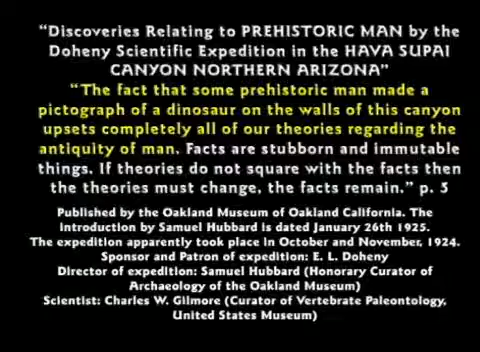 “Discoveries Relating to PREHISTORIC MAN by the
Doheny Scientific Expedition in the HAVA SUPAI
CANYON NORTHERN ARIZONA”
“The fact that some prehistoric man made a
pictograph of a dinosaur on the walls of this canyon
upsets completely all of our theories regarding the
antiquity of man. Facts are stubborn and immutable
things. If theories do not square with the facts then
the theories must change, the facts remain.” p. 5
Published by the Oakland Museum of Oakland California. The
introduction by Samuel Hubbard is dated January 26th 1925.
The expedition apparently took place in October and November, 1924.
Sponsor and Patron of expedition: E. L. Doheny
Director of expedition: Samuel Hubbard (Honorary Curator of
Archaeology of the Oakland Museum)
Scientist: Charles W. Gilmore (Curator of Vertebrate Paleontology,
United States Museum)